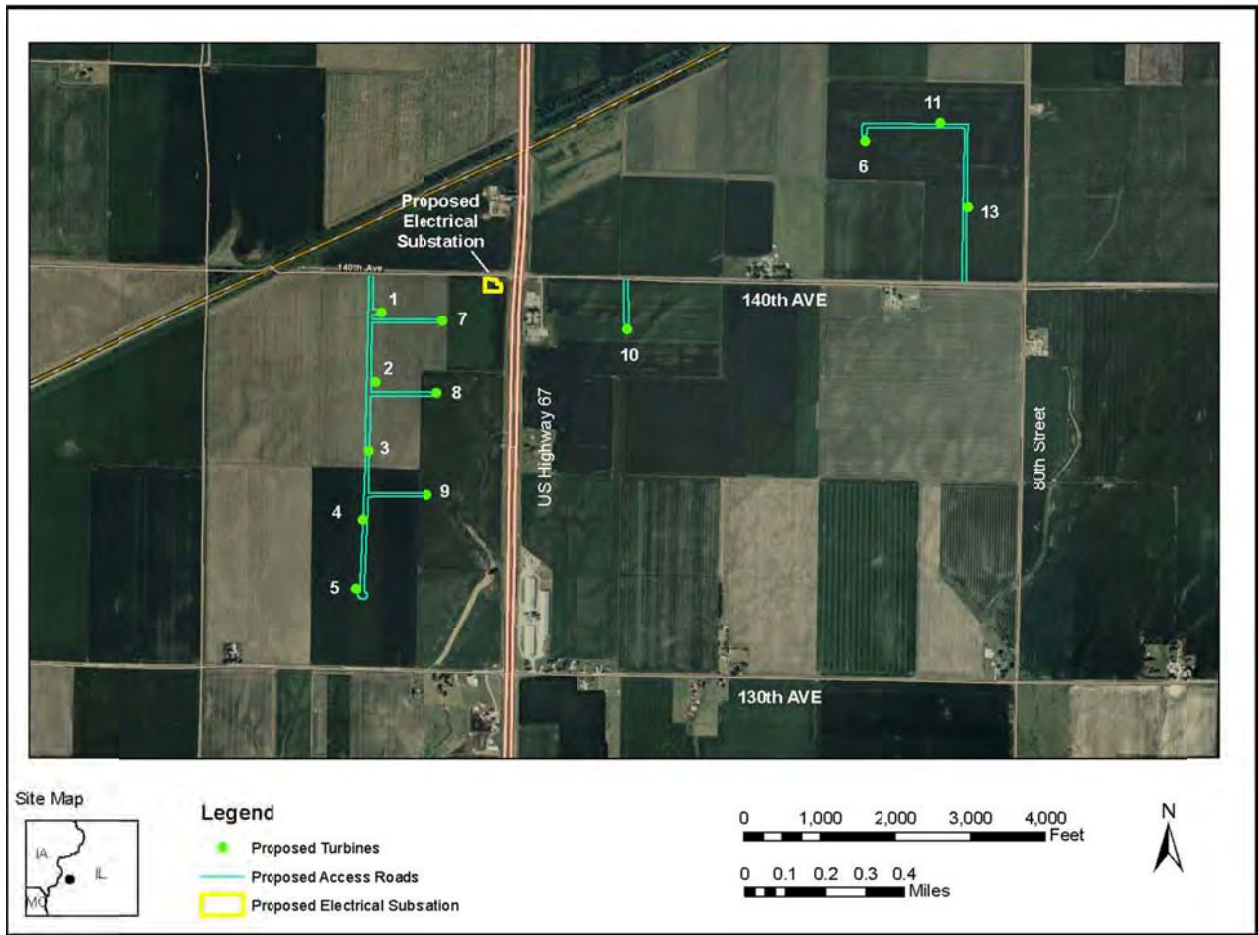 11
6
13
Proposed
Electrical
Substation
140th Ave
140th AVE
1
7
10
2
8
US Highway 67
80th Street
3
9
4
5
130th AVE
Site Map
IA
IL
MO
Legend
Proposed Turbines
Proposed Access Roads
Proposed Electrical Subsation
0 1,000 2,000 3,000 4,000
Feet
0 0.1 0.2 0.3 0.4
Miles
N